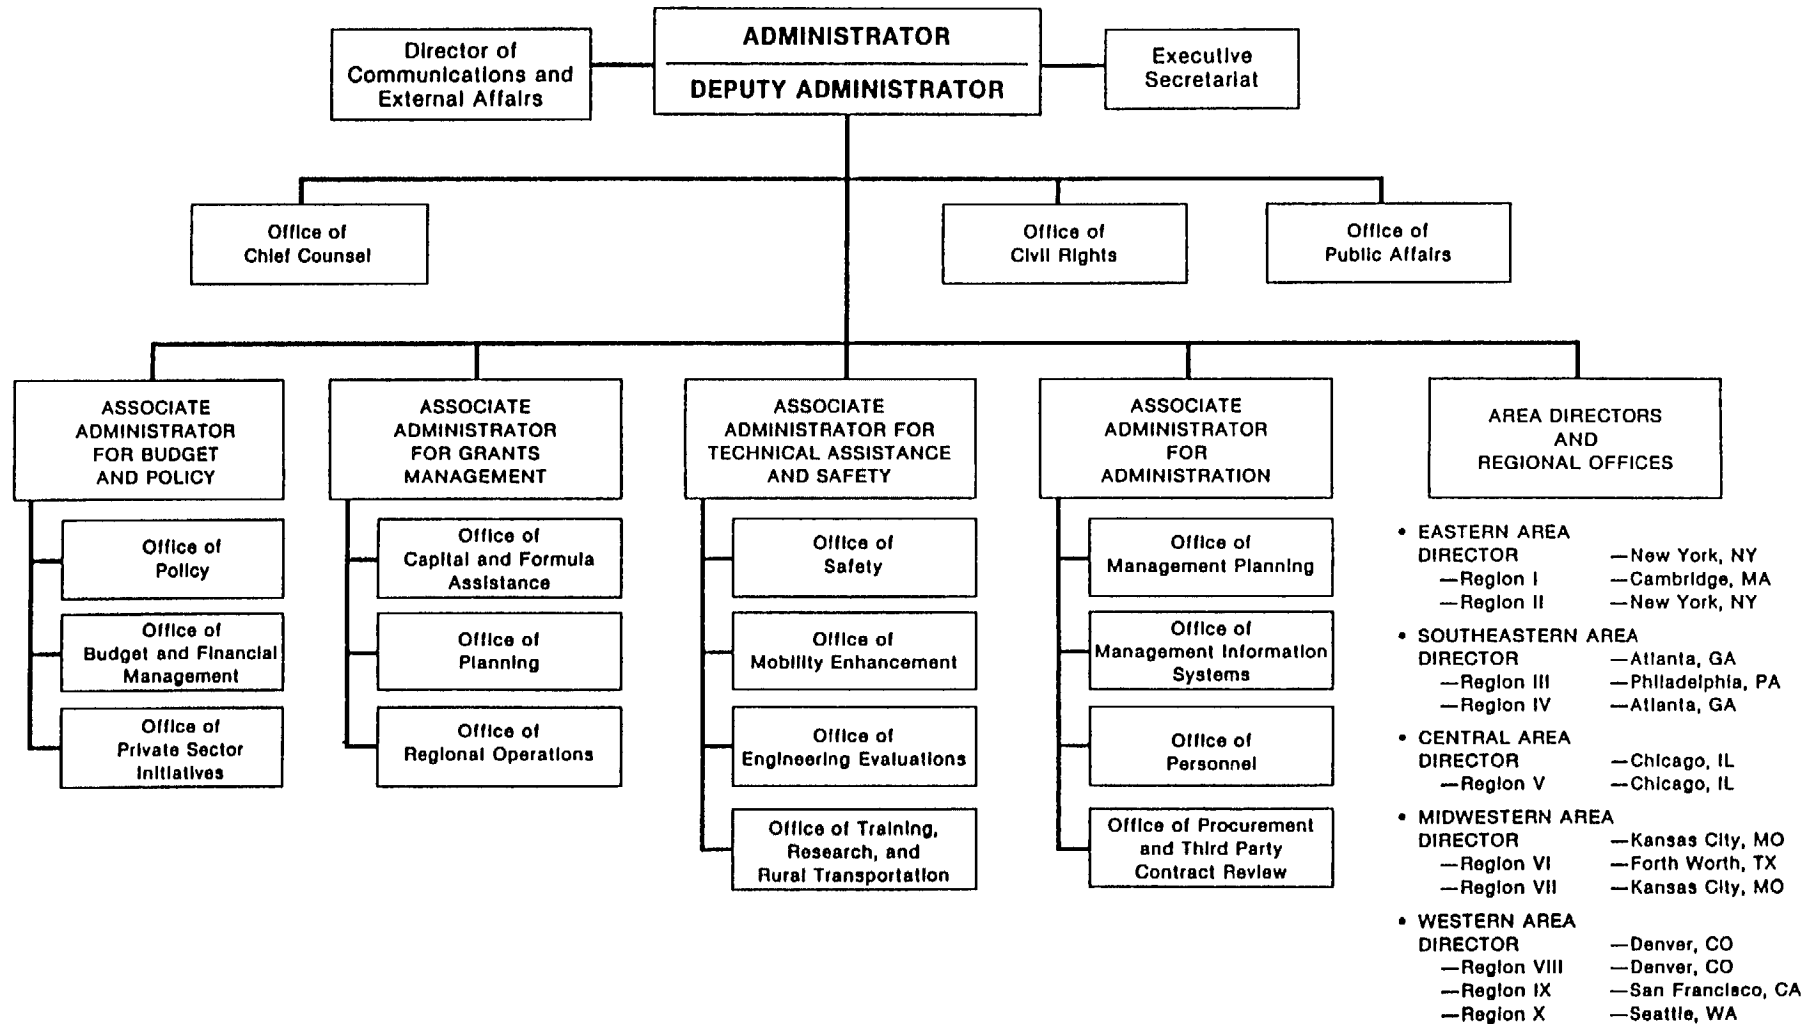 Director of
Communications and
External Affairs
ADMINISTRATOR
DEPUTY ADMINISTRATOR
Executive
Secretariat
Office of
Chief Counsel
Office of
Civil Rights
Office of
Public Affairs
ASSOCIATE
ADMINISTRATOR
FOR BUDGET
AND POLICY
Office of
Policy
Office of
Budget and Financial
Management
Office of
Private Sector
Initiatives
ASSOCIATE
ADMINISTRATOR
FOR GRANTS
MANAGEMENT
Office of
Capital and Formula
Assistance
Office of
Planning
Office of
Regional Operations
ASSOCIATE
ADMINISTRATOR FOR
TECHNICAL ASSISTANCE
AND SAFETY
Office of
Safety
Office of
Mobility Enhancement
Office of
Engineering Evaluations
Office of Training,
Research, and
Rural Transportation
ASSOCIATE
ADMINISTRATOR
FOR
ADMINISTRATION
Office of
Management Planning
Office of
Management Information
Systems
Office of
Personnel
Office of Procurement
and Third Party
Contract Review
AREA DIRECTORS
AND
REGIONAL OFFICES
• EASTERN AREA
DIRECTOR —New York, NY
—Region I —Cambridge, MA
—Region II —New York, NY
• SOUTHEASTERN AREA
DIRECTOR —Atlanta, GA
—Region III —Philadelphia, PA
—Region IV —Atlanta, GA
• CENTRAL AREA
DIRECTOR —Chicago, IL
—Region V —Chicago, IL
• MIDWESTERN AREA
DIRECTOR —Kansas City, MO
—Region VI —Forth Worth, TX
—Region VII —Kansas City, MO
• WESTERN AREA
DIRECTOR —Denver, CO
—Region VIII —Denver, CO
—Region IX —San Francisco, CA
—Region X —Seattle, WA